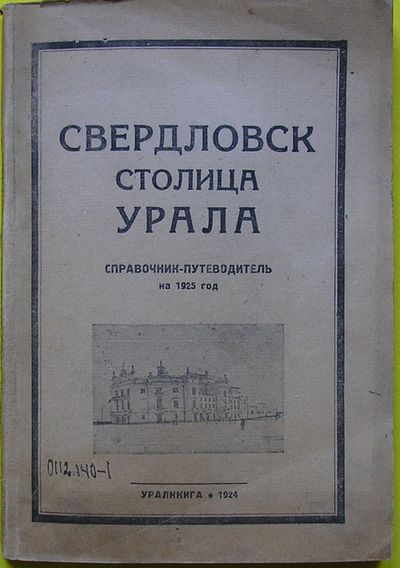 СВЕРДЛОВСК
СТОЛИЦА
УРАЛА
СПРАВОЧНИК-ПУТЕВОДИТЕЛЬ
на 1925 год
0112.140-1
УРАЛКНИГА • 1924